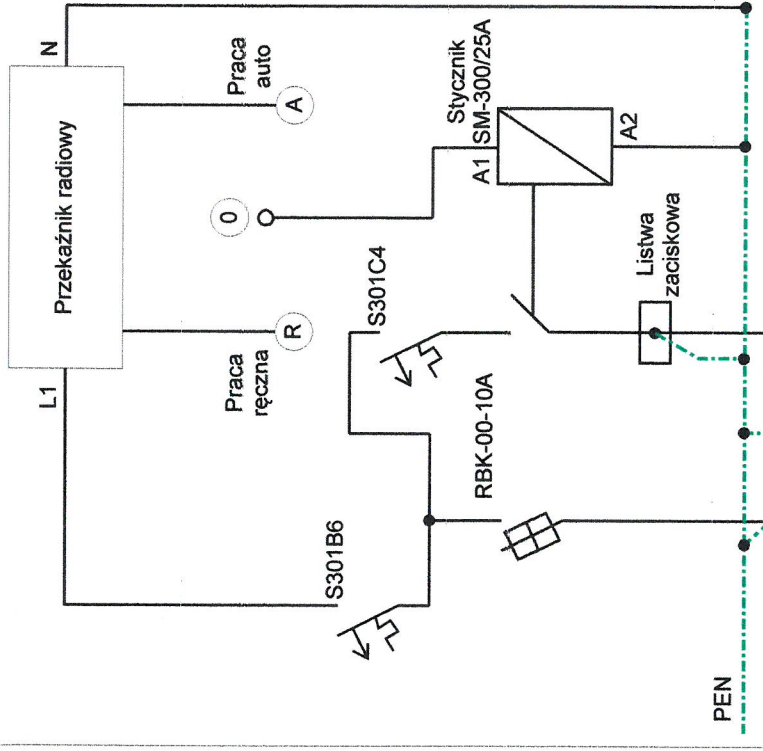 Przekaźnik radiowy
L1
N
Praca
ręczna
R
0
Praca
auto
A
S301B6
S301C4
RBK-00-10A
Stycznik
SM-300/25A
A1
A2
Listwa
zaciskowa
PEN